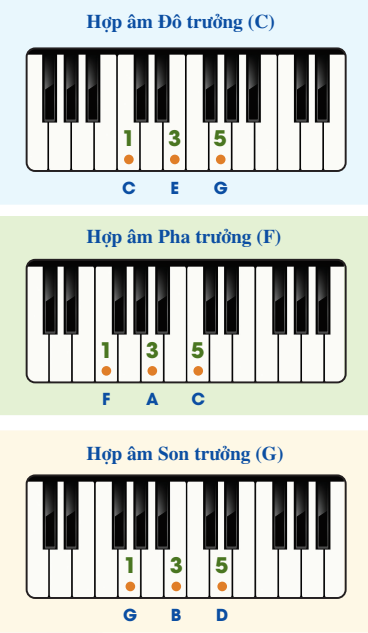 Hợp âm Đô trưởng (C)
1 3 5
C E G
Hợp âm Pha trưởng (F)
1 3 5
F A C
Hợp âm Son trưởng (G)
1 3 5
G B D